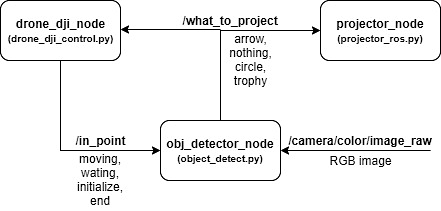 drone_dji_node
(drone_dji_control.py)
/what_to_project
arrow,
nothing,
circle,
trophy
projector_node
(projector_ros.py)
/in_point
moving,
wating,
initialize,
end
obj_detector_node
(object_detect.py)
/camera/color/image_raw
RGB image